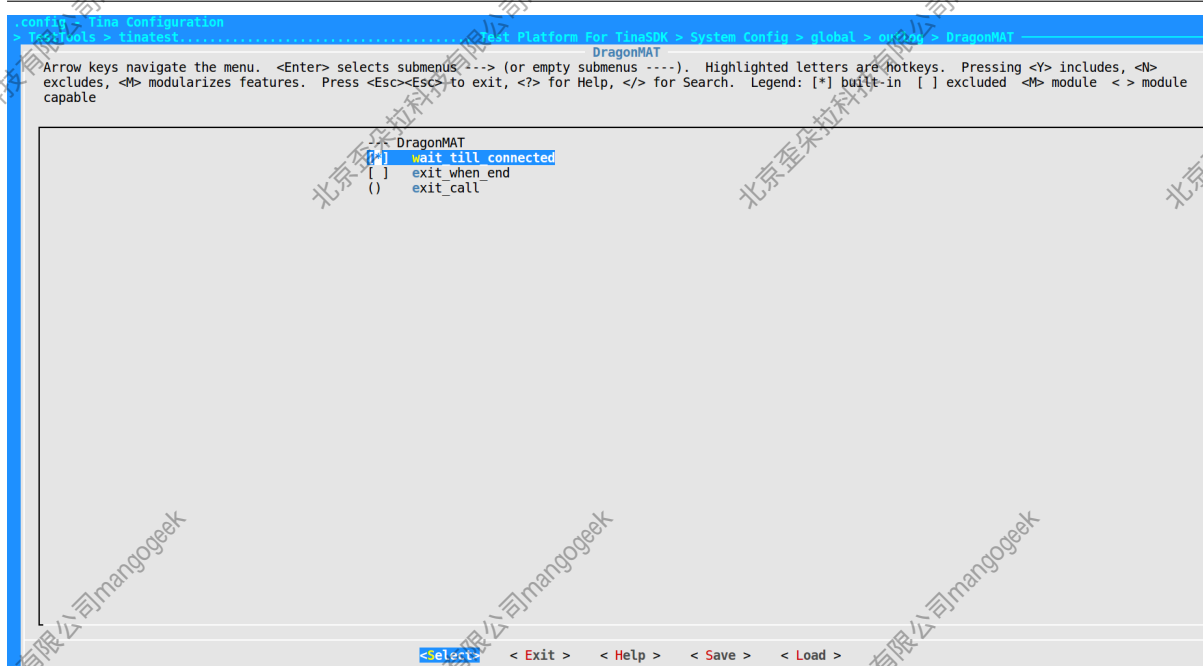 .config - Tina Configuration
> TestTools > tinatest.......................................Test Platform For TinaSDK > System Config > global > outlog > DragonMAT
DragonMAT
Arrow keys navigate the menu.  <Enter> selects submenus ---> (or empty submenus ----).  Highlighted letters are hotkeys.  Pressing <Y> includes, <N>
excludes, <M> modularizes features.  Press <Esc><Esc> to exit, <?> for Help, </> for Search.  Legend: [*] built-in  [ ] excluded  <M> module  < > module
capable
--- DragonMAT
[*]   wait_till_connected
[ ]   exit_when_end
()    exit_call
<Select>    < Exit >    < Help >    < Save >    < Load >
北京歪朵拉科技有限公司
北京歪朵拉科技有限公司
有限公司mangogeek
有限公司mangogeek
有限公司mangogeek